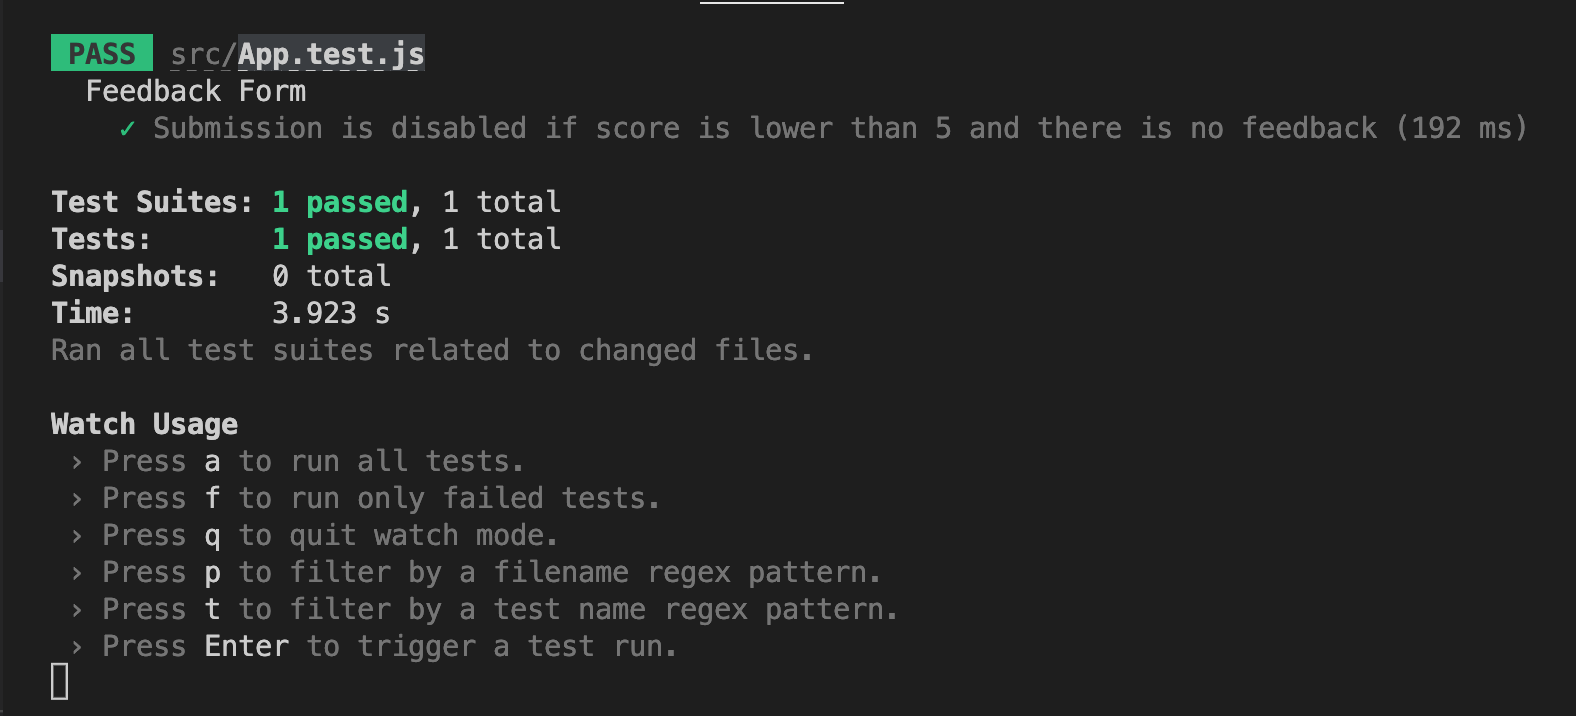 PASS src/App.test.js
Feedback Form
✓ Submission is disabled if score is lower than 5 and there is no feedback (192 ms)
Test Suites: 1 passed, 1 total
Tests: 1 passed, 1 total
Snapshots: 0 total
Time: 3.923 s
Ran all test suites related to changed files.
Watch Usage
› Press a to run all tests.
› Press f to run only failed tests.
› Press q to quit watch mode.
› Press p to filter by a filename regex pattern.
› Press t to filter by a test name regex pattern.
› Press Enter to trigger a test run.